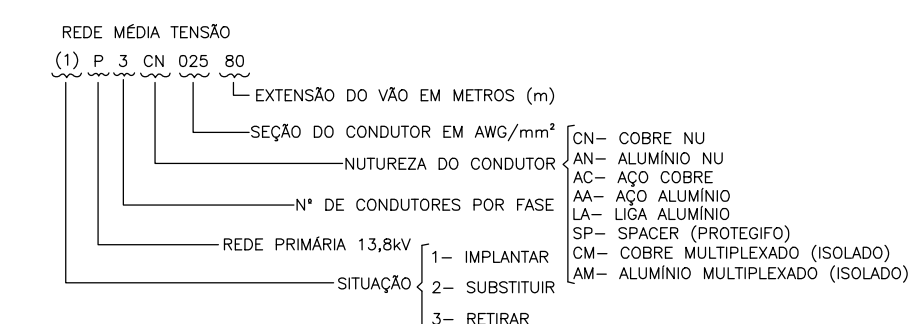 REDE MÉDIA TENSÃO
(1) P 3 CN 025 80
EXTENSÃO DO VÃO EM METROS (m)
SEÇÃO DO CONDUTOR EM AWG/mm²
NUTUREZA DO CONDUTOR
CN– COBRE NU
AN– ALUMÍNIO NU
AC– AÇO COBRE
AA– AÇO ALUMÍNIO
LA– LIGA ALUMÍNIO
SP– SPACER (PROTEGIFO)
CM– COBRE MULTIPLEXADO (ISOLADO)
AM– ALUMÍNIO MULTIPLEXADO (ISOLADO)
Nº DE CONDUTORES POR FASE
REDE PRIMÁRIA 13,8kV
SITUAÇÃO
1– IMPLANTAR
2– SUBSTITUIR
3– RETIRAR